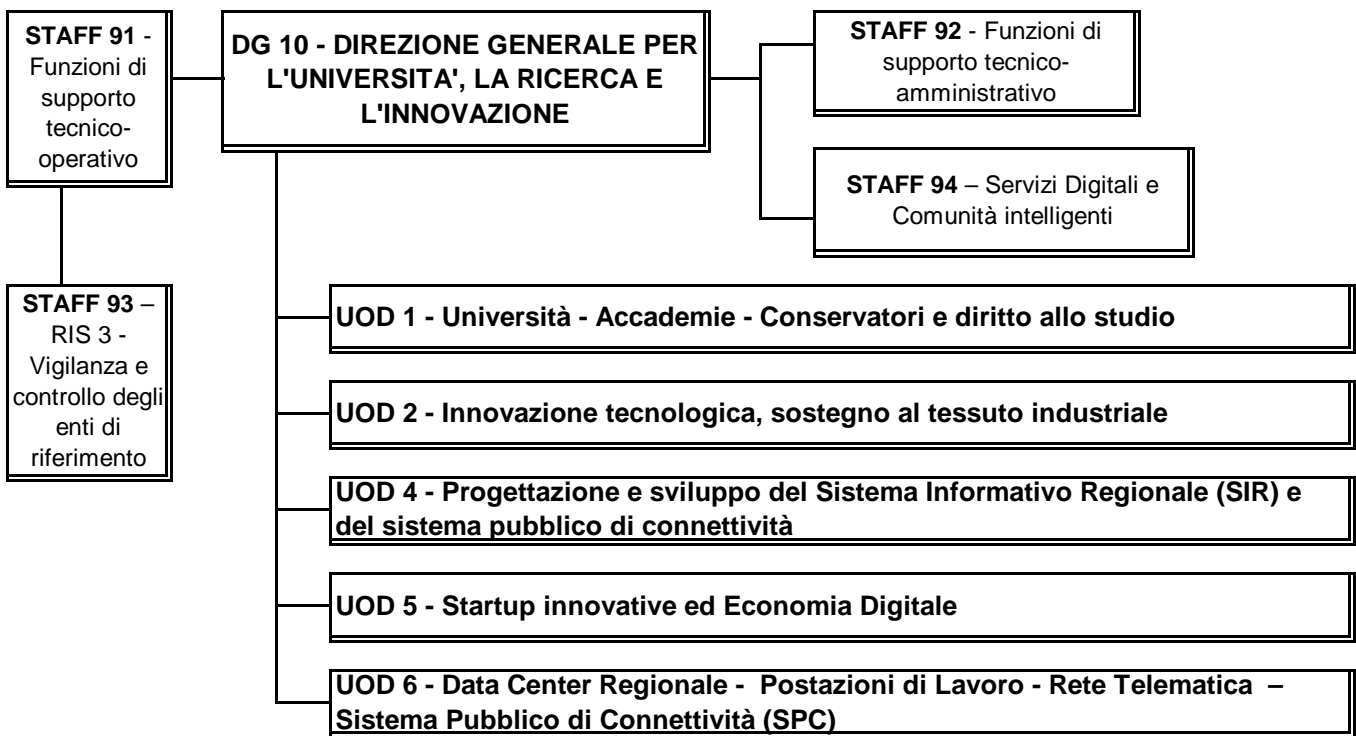 STAFF 91 -
Funzioni di
supporto
tecnico-
operativo
DG 10 - DIREZIONE GENERALE PER
L'UNIVERSITA', LA RICERCA E
L'INNOVAZIONE
STAFF 92 - Funzioni di
supporto tecnico-
amministrativo
STAFF 94 – Servizi Digitali e
Comunità intelligenti
STAFF 93 –
RIS 3 -
Vigilanza e
controllo degli
enti di
riferimento
UOD 1 - Università - Accademie - Conservatori e diritto allo studio
UOD 2 - Innovazione tecnologica, sostegno al tessuto industriale
UOD 4 - Progettazione e sviluppo del Sistema Informativo Regionale (SIR) e
del sistema pubblico di connettività
UOD 5 - Startup innovative ed Economia Digitale
UOD 6 - Data Center Regionale -  Postazioni di Lavoro - Rete Telematica  –
Sistema Pubblico di Connettività (SPC)